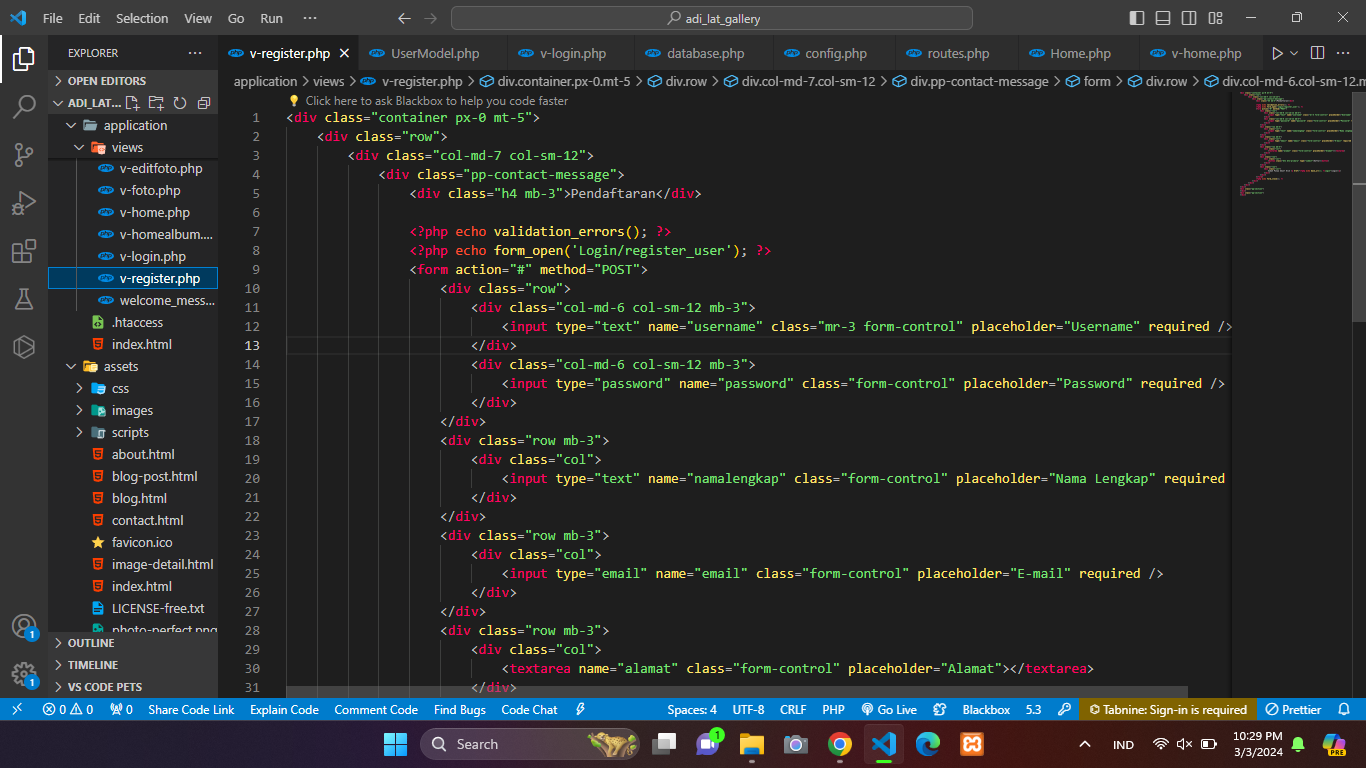 File Edit Selection View Go Run ··· adi_lat_gallery
EXPLORER ···
OPEN EDITORS
ADI_LAT...
application
views
v-editfoto.php
v-foto.php
v-home.php
v-homealbum....
v-login.php
v-register.php
welcome_mess...
.htaccess
index.html
assets
css
images
scripts
about.html
blog-post.html
blog.html
contact.html
favicon.ico
image-detail.html
index.html
LICENSE-free.txt
photo-perfect.png
OUTLINE
TIMELINE
VS CODE PETS
v-register.php UserModel.php v-login.php database.php config.php routes.php Home.php v-home.php ···
application > views > v-register.php > div.container.px-0.mt-5 > div.row > div.col-md-7.col-sm-12 > div.pp-contact-message > form > div.row > div.col-md-6.col-sm-12.m
Click here to ask Blackbox to help you code faster
1 <div class="container px-0 mt-5">
2 <div class="row">
3 <div class="col-md-7 col-sm-12">
4 <div class="pp-contact-message">
5 <div class="h4 mb-3">Pendaftaran</div>
6
7 <?php echo validation_errors(); ?>
8 <?php echo form_open('Login/register_user'); ?>
9 <form action="#" method="POST">
10 <div class="row">
11 <div class="col-md-6 col-sm-12 mb-3">
12 <input type="text" name="username" class="mr-3 form-control" placeholder="Username" required />
13 </div>
14 <div class="col-md-6 col-sm-12 mb-3">
15 <input type="password" name="password" class="form-control" placeholder="Password" required />
16 </div>
17 </div>
18 <div class="row mb-3">
19 <div class="col">
20 <input type="text" name="namalengkap" class="form-control" placeholder="Nama Lengkap" required
21 </div>
22 </div>
23 <div class="row mb-3">
24 <div class="col">
25 <input type="email" name="email" class="form-control" placeholder="E-mail" required />
26 </div>
27 </div>
28 <div class="row mb-3">
29 <div class="col">
30 <textarea name="alamat" class="form-control" placeholder="Alamat"></textarea>
31 </div>
1
1
0 0 0 Share Code Link Explain Code Comment Code Find Bugs Code Chat Spaces: 4 UTF-8 CRLF PHP Go Live Blackbox 5.3 Tabnine: Sign-in is required Prettier
Search 1 IND 10:29 PM
3/3/2024
PRE